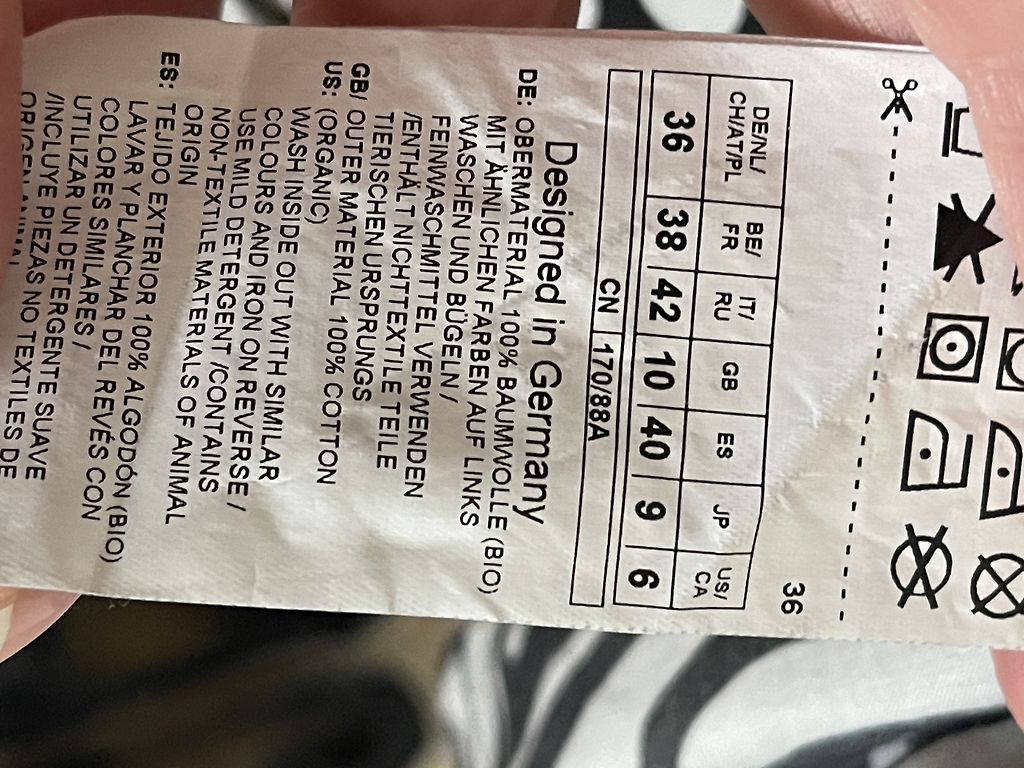 36
DE/NL/ CH/AT/PL BE/ FR IT/ RU GB ES JP US/ CA
36 38 42 10 40 9 6
CN 170/88A
Designed in Germany
DE: OBERMATERIAL 100% BAUMWOLLE (BIO)
MIT ÄHNLICHEN FARBEN AUF LINKS
WASCHEN UND BÜGELN /
FEINWASCHMITTEL VERWENDEN
/ENTHÄLT NICHTTEXTILE TEILE
TIERISCHEN URSPRUNGS
GB/ OUTER MATERIAL 100% COTTON
US: (ORGANIC)
WASH INSIDE OUT WITH SIMILAR
COLOURS AND IRON ON REVERSE /
USE MILD DETERGENT /CONTAINS
NON-TEXTILE MATERIALS OF ANIMAL
ORIGIN
ES: TEJIDO EXTERIOR 100% ALGODÓN (BIO)
LAVAR Y PLANCHAR DEL REVÉS CON
COLORES SIMILARES /
UTILIZAR UN DETERGENTE SUAVE
/INCLUYE PIEZAS NO TEXTILES DE
ORIGEN ANIMAL